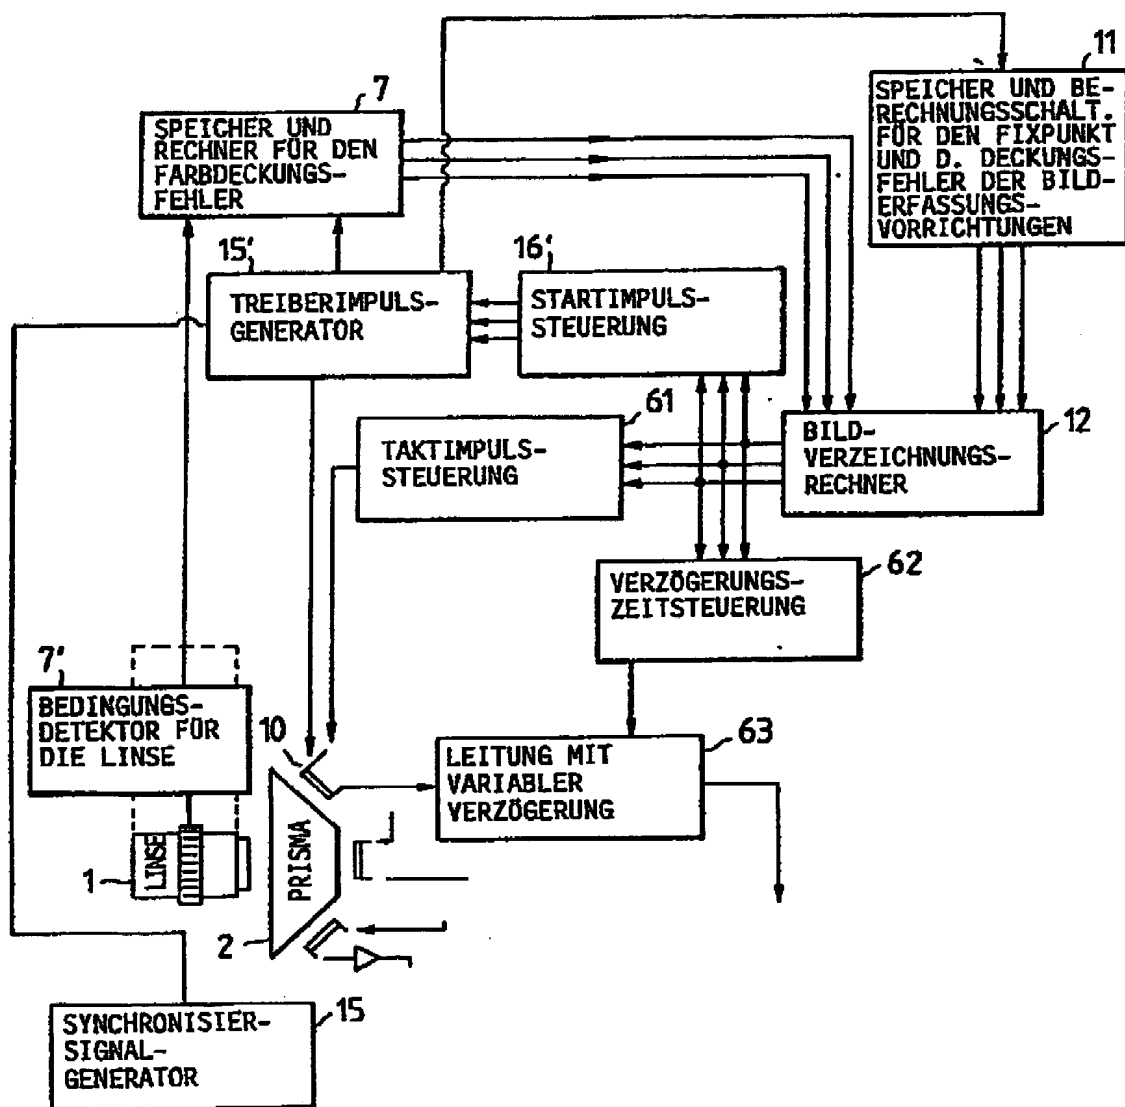 11
SPEICHER UND BE-
RECHNUNGSSCHALT.
FÜR DEN FIXPUNKT
UND D. DECKUNGS-
FEHLER DER BILD-
ERFASSUNGS-
VORRICHTUNGEN
7
SPEICHER UND
RECHNER FÜR DEN
FARBDECKUNGS-
FEHLER
15'
TREIBERIMPULS-
GENERATOR
16'
STARTIMPULS-
STEUERUNG
61
TAKTIMPULS-
STEUERUNG
BILD-
VERZEICHNUNGS-
RECHNER
12
62
VERZÖGERUNGS-
ZEITSTEUERUNG
7'
BEDINGUNGS-
DETEKTOR FÜR
DIE LINSE
10
63
LEITUNG MIT
VARIABLER
VERZÖGERUNG
LINSE
1
PRISMA
2
15
SYNCHRONISIER-
SIGNAL-
GENERATOR